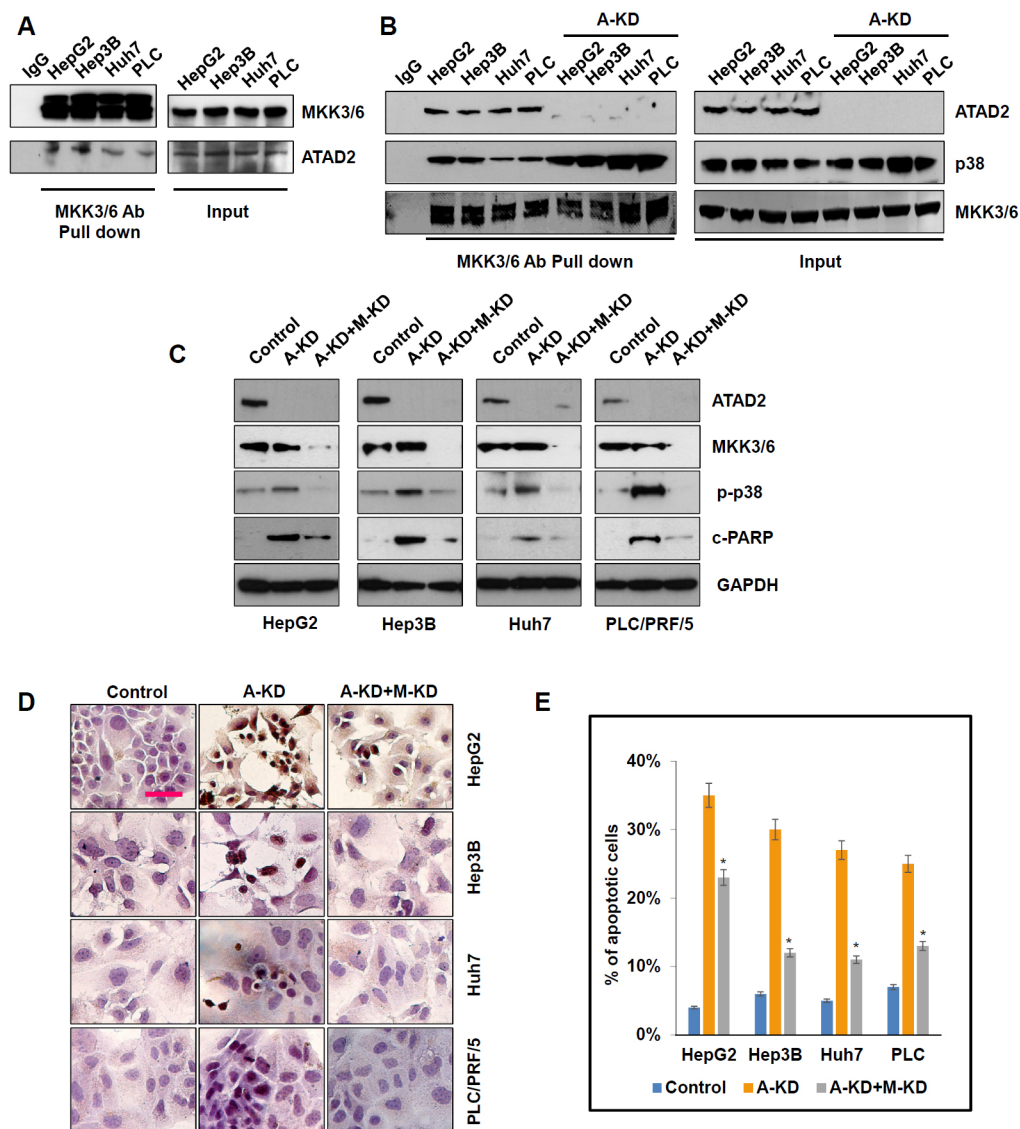 A
IgG
HepG2
Hep3B
Huh7
PLC
HepG2
Hep3B
Huh7
PLC
MKK3/6
ATAD2
MKK3/6 Ab
Pull down
Input
B
A-KD
A-KD
IgG
HepG2
Hep3B
Huh7
PLC
HepG2
Hep3B
Huh7
PLC
HepG2
Hep3B
Huh7
PLC
HepG2
Hep3B
Huh7
PLC
ATAD2
p38
MKK3/6
MKK3/6 Ab Pull down
Input
C
Control
A-KD
A-KD+M-KD
Control
A-KD
A-KD+M-KD
Control
A-KD
A-KD+M-KD
Control
A-KD
A-KD+M-KD
ATAD2
MKK3/6
p-p38
c-PARP
GAPDH
HepG2
Hep3B
Huh7
PLC/PRF/5
D
Control
A-KD
A-KD+M-KD
HepG2
Hep3B
Huh7
PLC/PRF/5
E
% of apoptic cells
40%
30%
20%
10%
0%
*
*
*
*
HepG2
Hep3B
Huh7
PLC
Control
A-KD
A-KD+M-KD